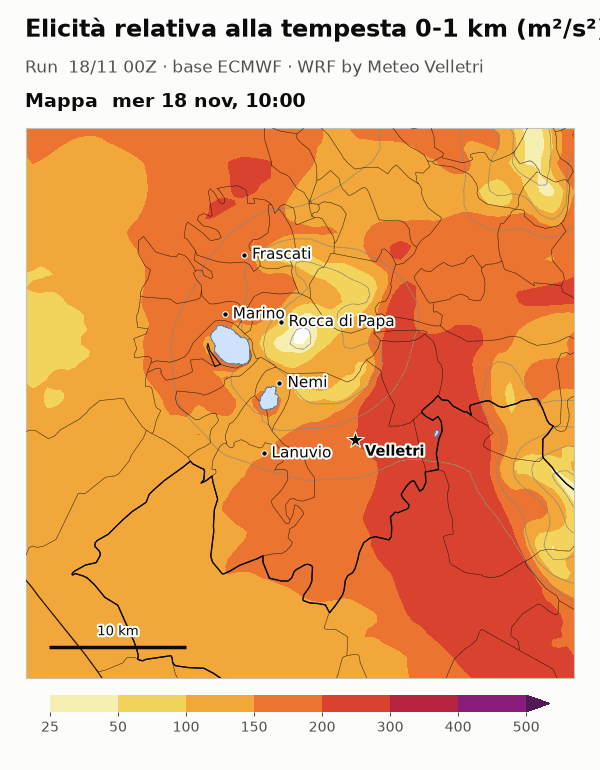 Elicità relativa alla tempesta 0-1 km (m²/s²)
Run 18/11 00Z · base ECMWF · WRF by Meteo Velletri
Mappa mer 18 nov, 10:00
Frascati
Marino
Rocca di Papa
Nemi
Velletri
Lanuvio
10 km
25 50 100 150 200 300 400 500